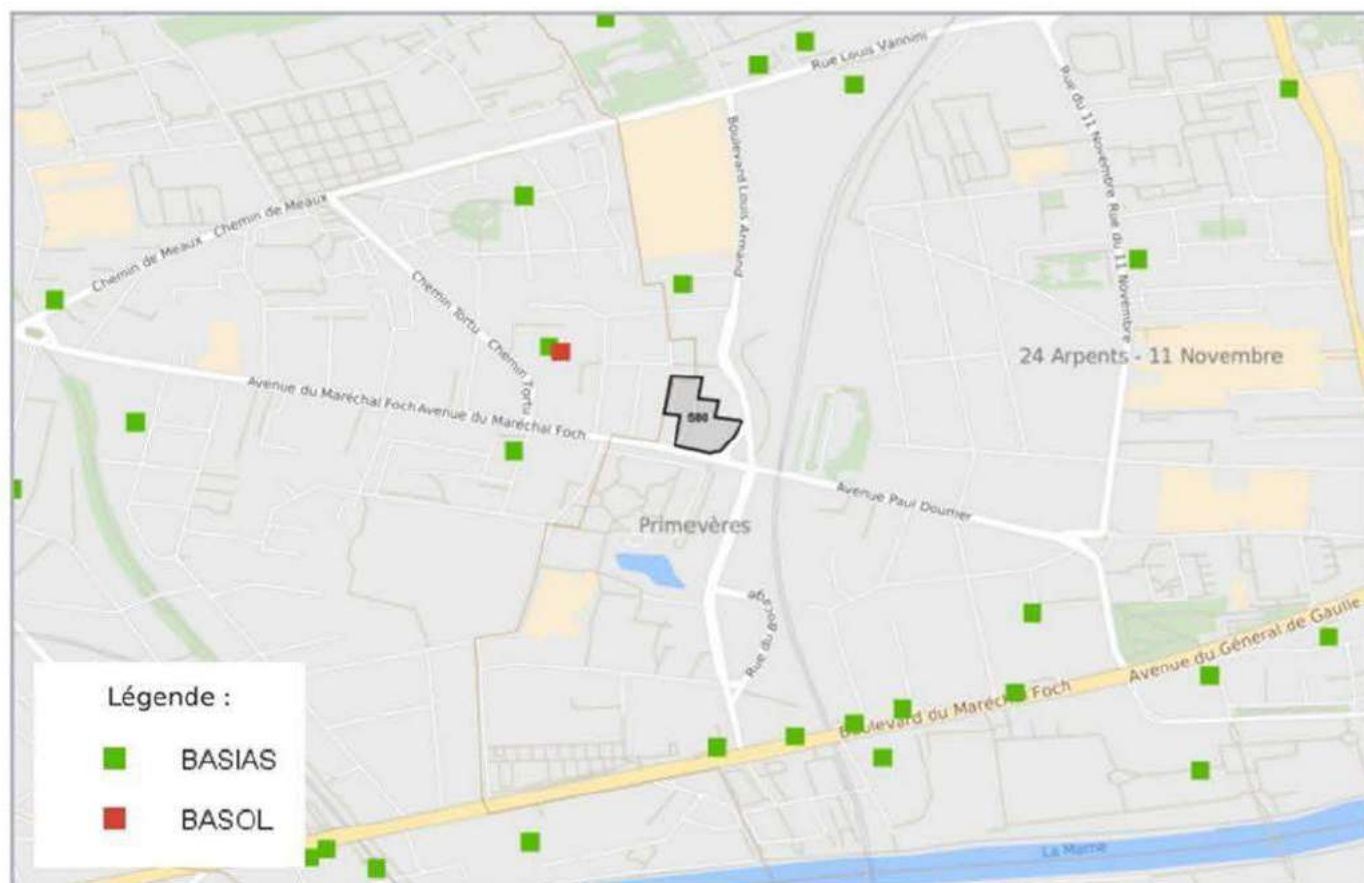 Rue Louis Vannini
Boulevard Louis Armand
Rue du 11 Novembre Rue du 11 Novembre
Chemin de Meaux - Chemin de Meaux
Chemin Tortu - Chemin Tortu
24 Arpents - 11 Novembre
Avenue du Maréchal Foch Avenue du Maréchal Foch
Avenue Paul Doumer
Primevères
Rue du Bocage
Avenue du Général de Gaulle
Boulevard du Maréchal Foch
Légende :
BASIAS
BASOL
La Marne